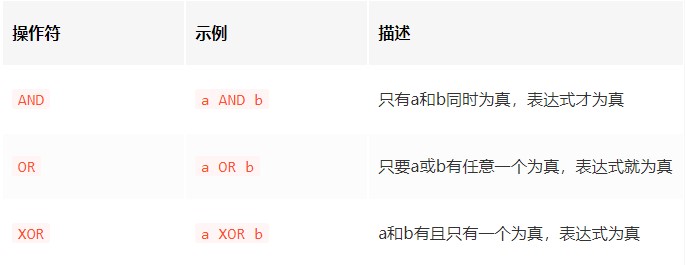 操作符 示例 描述
AND a AND b 只有a和b同时为真，表达式才为真
OR a OR b 只要a或b有任意一个为真，表达式就为真
XOR a XOR b a和b有且只有一个为真，表达式为真